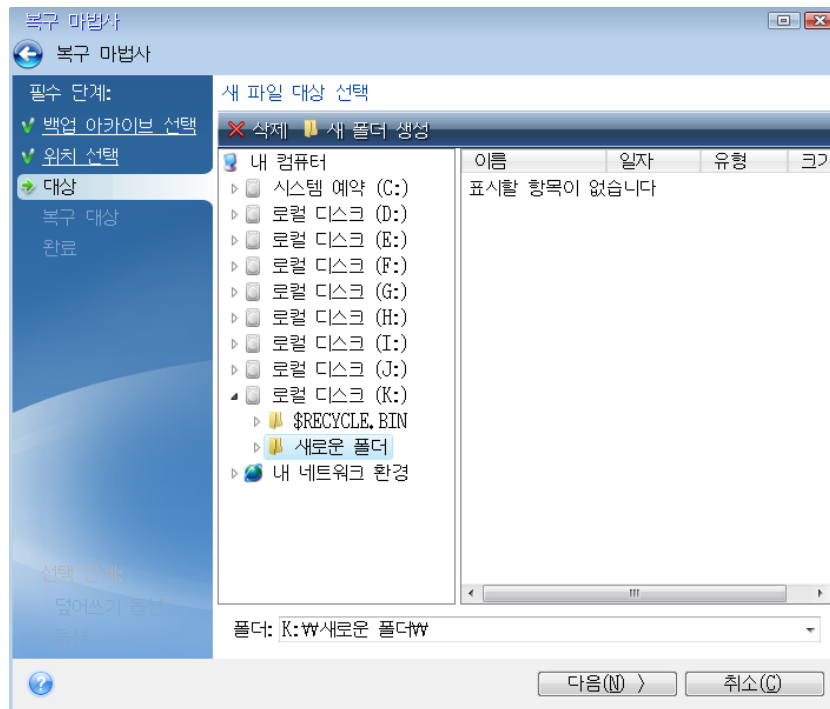 복구 마법사
복구 마법사
필수 단계:
백업 아카이브 선택
위치 선택
대상
복구 대상
완료
선택 단계:
덮어쓰기 옵션
옵션
새 파일 대상 선택
삭제 새 폴더 생성
내 컴퓨터
시스템 예약 (C:)
로컬 디스크 (D:)
로컬 디스크 (E:)
로컬 디스크 (F:)
로컬 디스크 (G:)
로컬 디스크 (H:)
로컬 디스크 (I:)
로컬 디스크 (J:)
로컬 디스크 (K:)
$RECYCLE.BIN
새로운 폴더
내 네트워크 환경
이름 일자 유형 크기
표시할 항목이 없습니다
폴더: K:₩새로운 폴더₩
다음(N) 〉 취소(C)